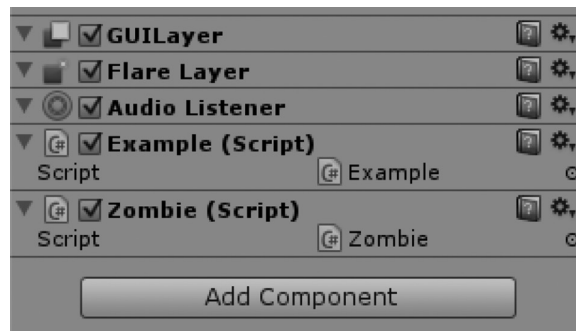 GUILayer
Flare Layer
Audio Listener
Example (Script)
Script Example
Zombie (Script)
Script Zombie
Add Component